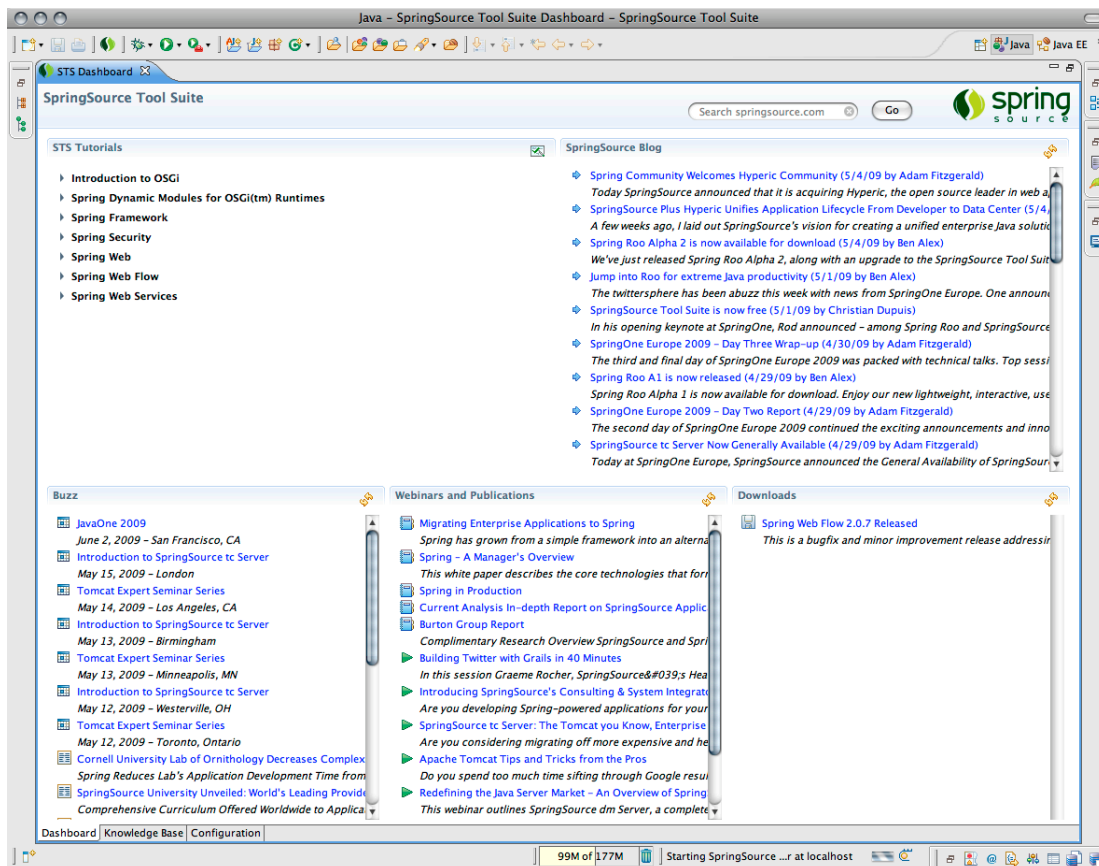 Java – SpringSource Tool Suite Dashboard – SpringSource Tool Suite
Java
Java EE
STS Dashboard
SpringSource Tool Suite
Search springsource.com
Go
spring
source
STS Tutorials
Introduction to OSGi
Spring Dynamic Modules for OSGi(tm) Runtimes
Spring Framework
Spring Security
Spring Web
Spring Web Flow
Spring Web Services
SpringSource Blog
Spring Community Welcomes Hyperic Community (5/4/09 by Adam Fitzgerald)
Today SpringSource announced that it is acquiring Hyperic, the open source leader in web a
SpringSource Plus Hyperic Unifies Application Lifecycle From Developer to Data Center (5/4/
A few weeks ago, I laid out SpringSource's vision for creating a unified enterprise Java solutio
Spring Roo Alpha 2 is now available for download (5/4/09 by Ben Alex)
We've just released Spring Roo Alpha 2, along with an upgrade to the SpringSource Tool Suit
Jump into Roo for extreme Java productivity (5/1/09 by Ben Alex)
The twittersphere has been abuzz this week with news from SpringOne Europe. One announ
SpringSource Tool Suite is now free (5/1/09 by Christian Dupuis)
In his opening keynote at SpringOne, Rod announced – among Spring Roo and SpringSource
SpringOne Europe 2009 – Day Three Wrap-up (4/30/09 by Adam Fitzgerald)
The third and final day of SpringOne Europe 2009 was packed with technical talks. Top sessi
Spring Roo A1 is now released (4/29/09 by Ben Alex)
Spring Roo Alpha 1 is now available for download. Enjoy our new lightweight, interactive, use
SpringOne Europe 2009 – Day Two Report (4/29/09 by Adam Fitzgerald)
The second day of SpringOne Europe 2009 continued the exciting announcements and inno
SpringSource tc Server Now Generally Available (4/29/09 by Adam Fitzgerald)
Today at SpringOne Europe, SpringSource announced the General Availability of SpringSour
Buzz
JavaOne 2009
June 2, 2009 – San Francisco, CA
Introduction to SpringSource tc Server
May 15, 2009 – London
Tomcat Expert Seminar Series
May 14, 2009 – Los Angeles, CA
Introduction to SpringSource tc Server
May 13, 2009 – Birmingham
Tomcat Expert Seminar Series
May 13, 2009 – Minneapolis, MN
Introduction to SpringSource tc Server
May 12, 2009 – Westerville, OH
Tomcat Expert Seminar Series
May 12, 2009 – Toronto, Ontario
Cornell University Lab of Ornithology Decreases Complex
Spring Reduces Lab's Application Development Time from
SpringSource University Unveiled: World's Leading Provide
Comprehensive Curriculum Offered Worldwide to Applica
Webinars and Publications
Migrating Enterprise Applications to Spring
Spring has grown from a simple framework into an alterna
Spring – A Manager's Overview
This white paper describes the core technologies that for
Spring in Production
Current Analysis In-depth Report on SpringSource Applic
Burton Group Report
Complimentary Research Overview SpringSource and Spri
Building Twitter with Grails in 40 Minutes
In this session Graeme Rocher, SpringSource&#039;s Hea
Introducing SpringSource's Consulting & System Integrat
Are you developing Spring-powered applications for your
SpringSource tc Server: The Tomcat you Know, Enterprise
Are you considering migrating off more expensive and he
Apache Tomcat Tips and Tricks from the Pros
Do you spend too much time sifting through Google resu
Redefining the Java Server Market – An Overview of Spring
This webinar outlines SpringSource dm Server, a complete
Downloads
Spring Web Flow 2.0.7 Released
This is a bugfix and minor improvement release addressin
Dashboard
Knowledge Base
Configuration
99M of 177M
Starting SpringSource ...r at localhost